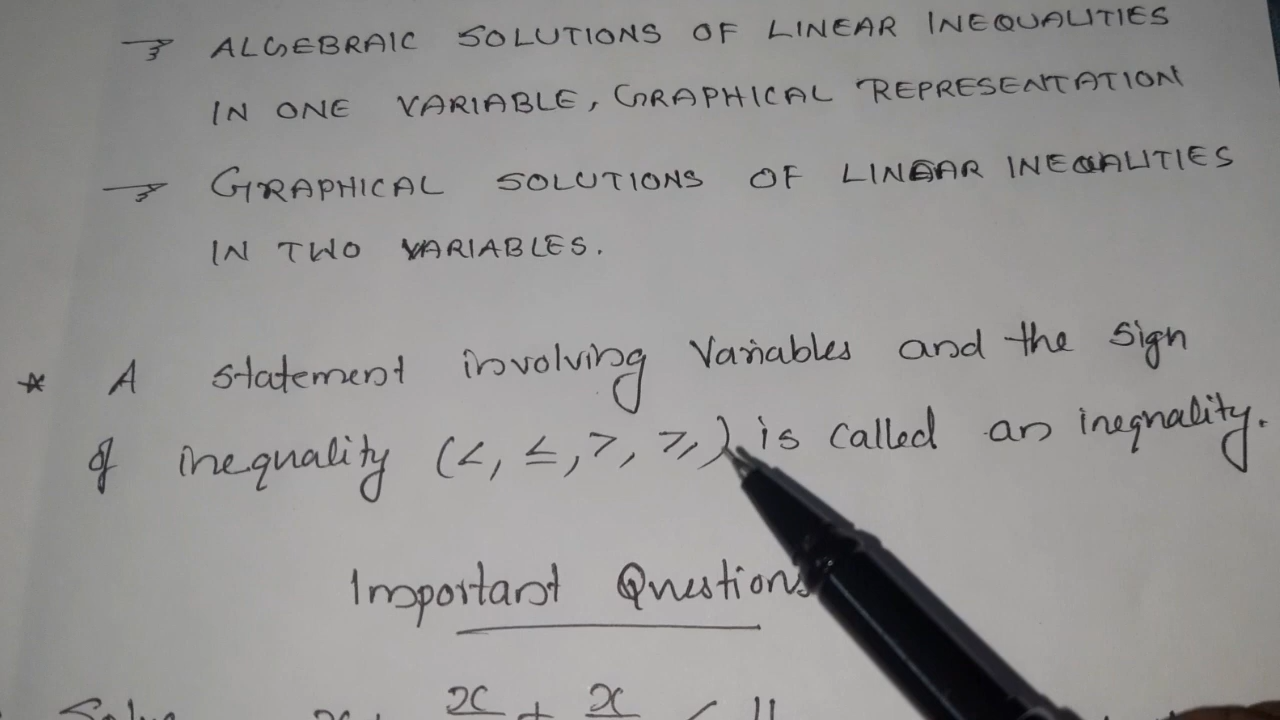 → ALGEBRAIC SOLUTIONS OF LINEAR INEQUALITIES
IN ONE VARIABLE, GRAPHICAL REPRESENTATION
→ GRAPHICAL SOLUTIONS OF LINEAR INEQUALITIES
IN TWO VARIABLES.
* A statement involving Variables and the sign
of inequality (<, ≤, >, ≥,) is called an inequality.
Important Questions
x x
+ < 11